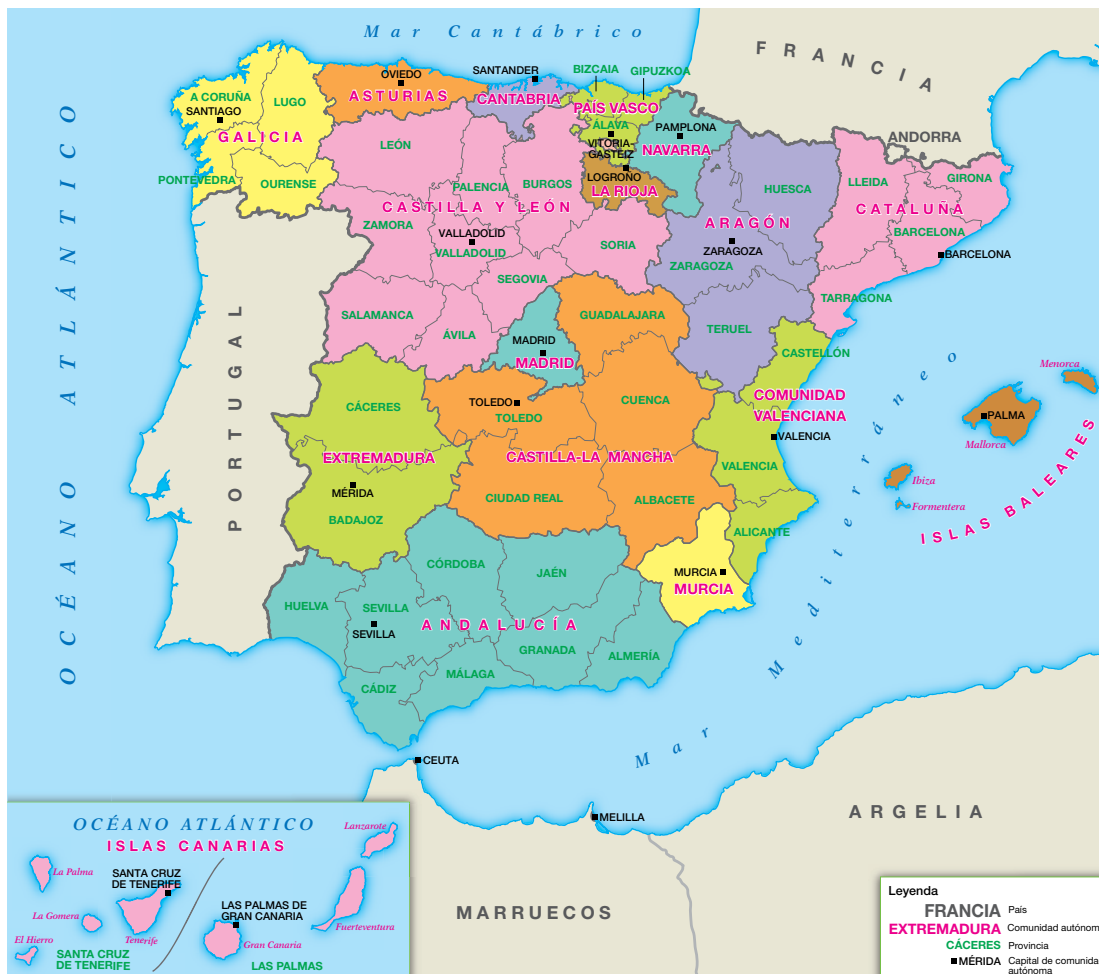 Mar Cantábrico
FRANCIA
OCÉANO ATLÁNTICO
A CORUÑA
SANTIAGO
LUGO
GALICIA
PONTEVEDRA
OURENSE
OVIEDO
ASTURIAS
SANTANDER
CANTABRIA
BIZCAIA
GIPUZKOA
PAÍS VASCO
ÁLAVA
VITORIA-
GASTEIZ
PAMPLONA
NAVARRA
LOGROÑO
LA RIOJA
ANDORRA
LEÓN
PALENCIA
BURGOS
CASTILLA Y LEÓN
ZAMORA
VALLADOLID
VALLADOLID
SORIA
SEGOVIA
SALAMANCA
ÁVILA
HUESCA
ARAGÓN
ZARAGOZA
ZARAGOZA
TERUEL
LLEIDA
GIRONA
CATALUÑA
BARCELONA
BARCELONA
TARRAGONA
PORTUGAL
MADRID
MADRID
GUADALAJARA
TOLEDO
TOLEDO
CUENCA
CASTILLA-LA MANCHA
CIUDAD REAL
ALBACETE
CÁCERES
EXTREMADURA
MÉRIDA
BADAJOZ
CASTELLÓN
COMUNIDAD
VALENCIANA
VALENCIA
VALENCIA
ALICANTE
MURCIA
MURCIA
Menorca
PALMA
Mallorca
Ibiza
Formentera
ISLAS BALEARES
Mar Mediterráneo
CÓRDOBA
JAÉN
HUELVA
SEVILLA
SEVILLA
ANDALUCÍA
GRANADA
ALMERÍA
MÁLAGA
CÁDIZ
CEUTA
MELILLA
MARRUECOS
ARGELIA
OCÉANO ATLÁNTICO
ISLAS CANARIAS
Lanzarote
La Palma
SANTA CRUZ
DE TENERIFE
La Gomera
Tenerife
El Hierro
SANTA CRUZ
DE TENERIFE
LAS PALMAS DE
GRAN CANARIA
Fuerteventura
Gran Canaria
LAS PALMAS
Leyenda
FRANCIA País
EXTREMADURA Comunidad autónom
CÁCERES Provincia
MÉRIDA Capital de comunida
autónoma